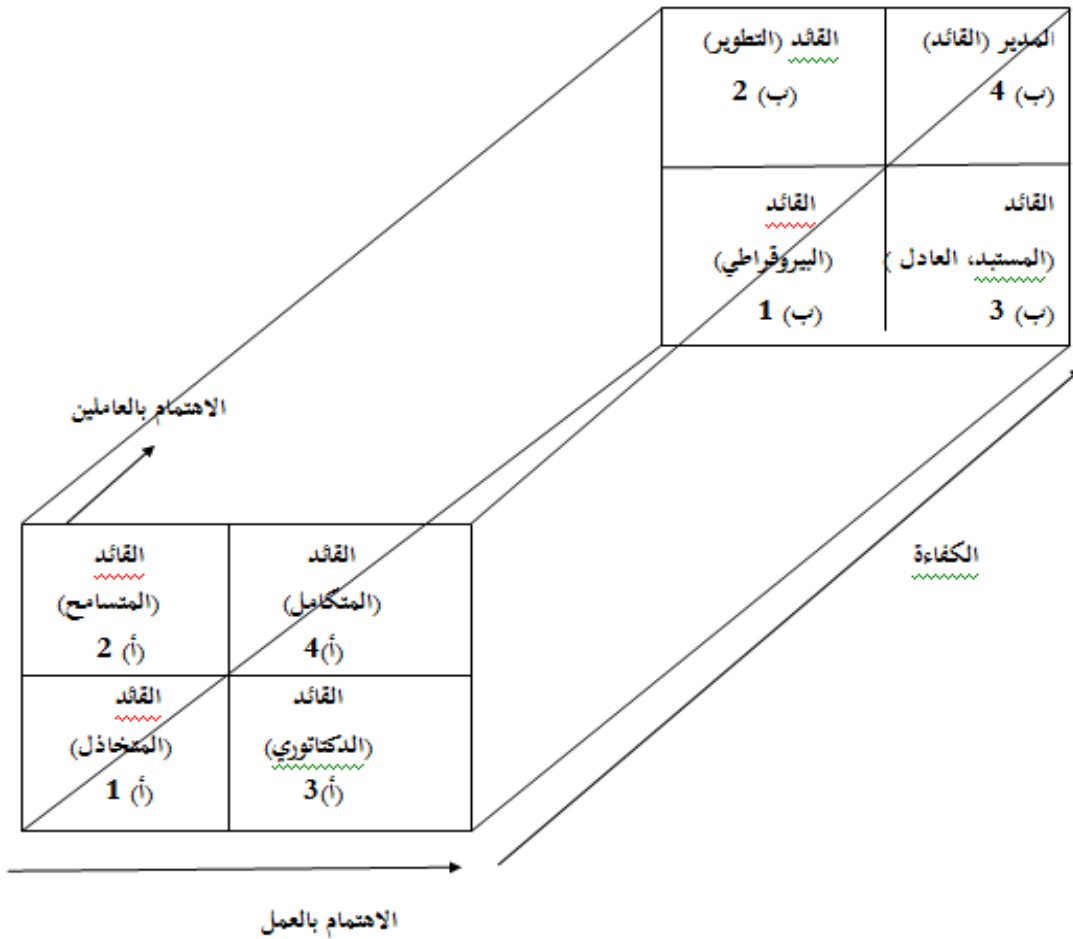 المدير (القائد)
(ب) 4
القائد (التطوير)
(ب) 2
القائد
(المستبد، العادل )
(ب) 3
القائد
(البيروقراطي)
(ب) 1
الاهتمام بالعاملين
الكفاءة
القائد
(المتكامل)
(أ)4
القائد
(المتسامح)
(أ) 2
القائد
(الدكتاتوري)
(أ)3
القائد
(المتخاذل)
(أ) 1
الاهتمام بالعمل